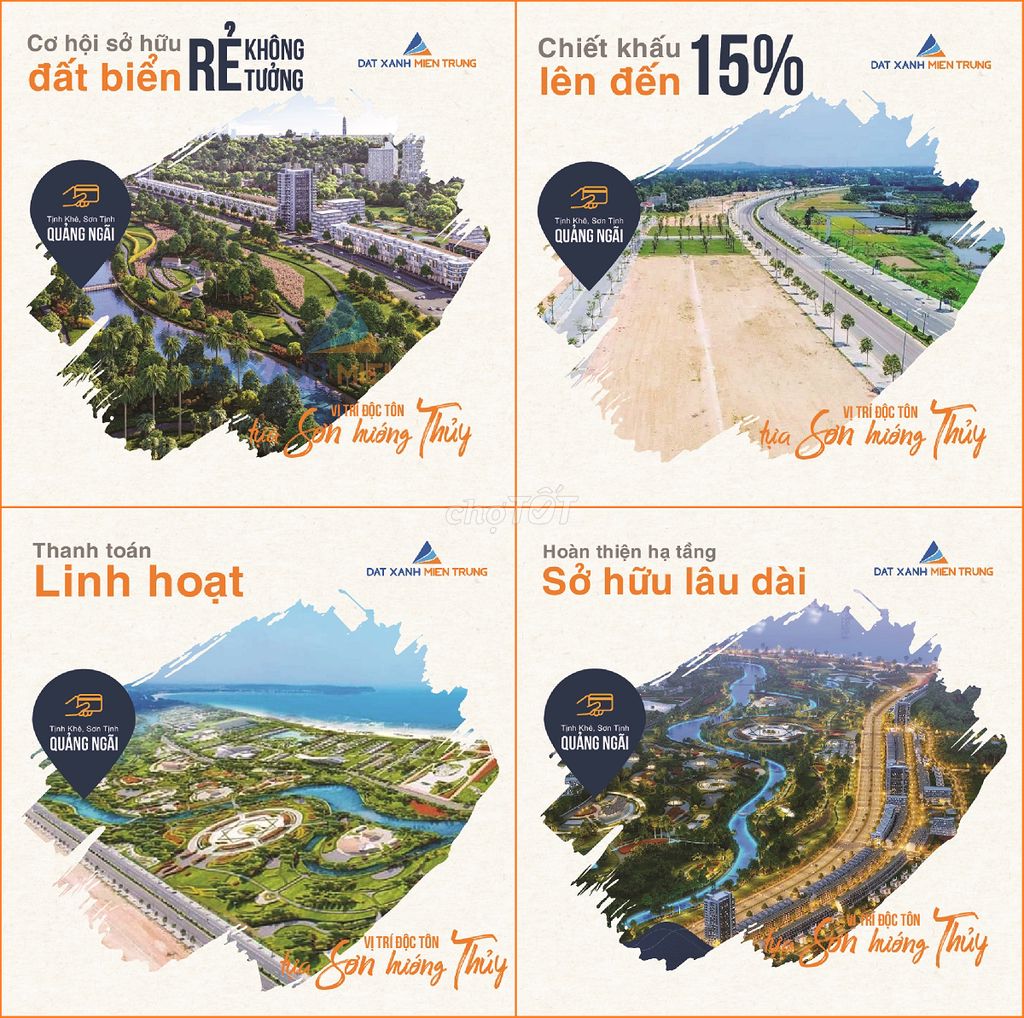 Cơ hội sở hữu
đất biển RẺ KHÔNG TƯỞNG
DAT XANH MIEN TRUNG
Tịnh Khê, Sơn Tịnh
QUẢNG NGÃI
DAT XANH MIEN TRUNG
VỊ TRÍ ĐỘC TÔN
tựa Sơn hướng Thủy
Chiết khấu
lên đến 15%
DAT XANH MIEN TRUNG
Tịnh Khê, Sơn Tịnh
QUẢNG NGÃI
VỊ TRÍ ĐỘC TÔN
tựa Sơn hướng Thủy
chợTỐT
Thanh toán
Linh hoạt
DAT XANH MIEN TRUNG
Tịnh Khê, Sơn Tịnh
QUẢNG NGÃI
VỊ TRÍ ĐỘC TÔN
tựa Sơn hướng Thủy
Hoàn thiện hạ tầng
Sở hữu lâu dài
DAT XANH MIEN TRUNG
Tịnh Khê, Sơn Tịnh
QUẢNG NGÃI
VỊ TRÍ ĐỘC TÔN
tựa Sơn hướng Thủy